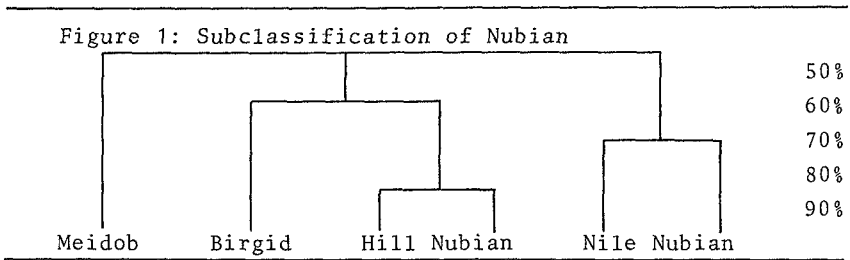 Figure 1: Subclassification of Nubian
50%
60%
70%
80%
90%
Meidob Birgid Hill Nubian Nile Nubian